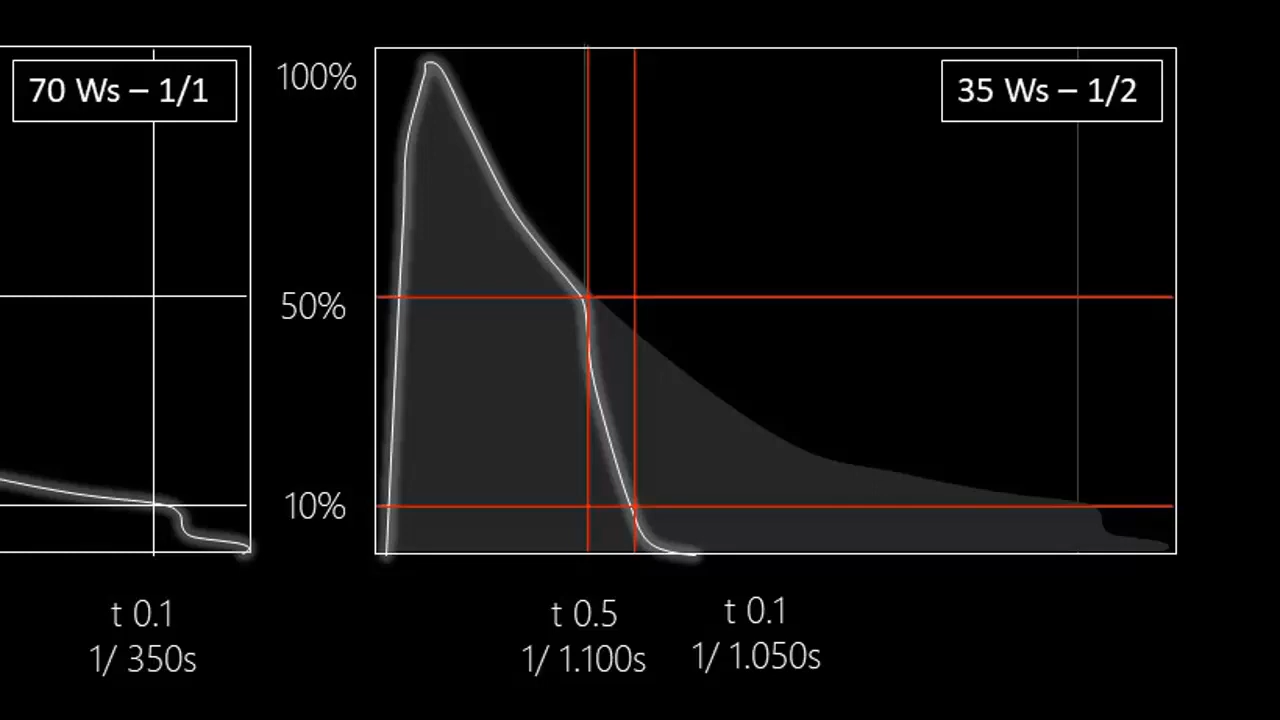 70 Ws – 1/1
100%
50%
10%
35 Ws – 1/2
t 0.1
1/ 350s
t 0.5
1/ 1.100s
t 0.1
1/ 1.050s